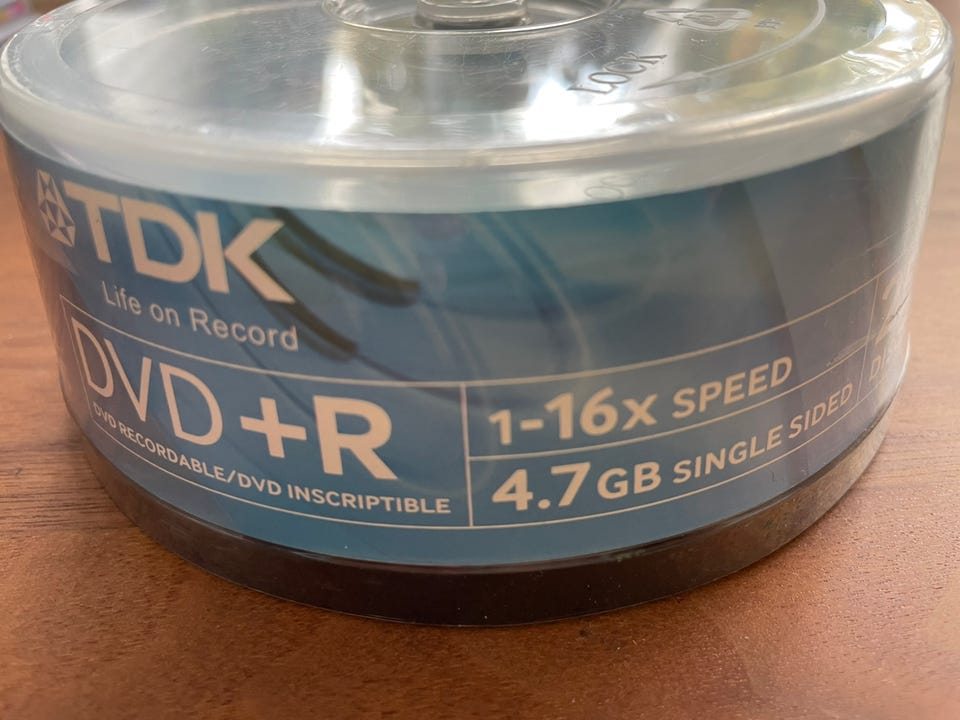 LOCK
TDK
Life on Record
DVD+R
DVD RECORDABLE/DVD INSCRIPTIBLE
1-16x SPEED
4.7GB SINGLE SIDED